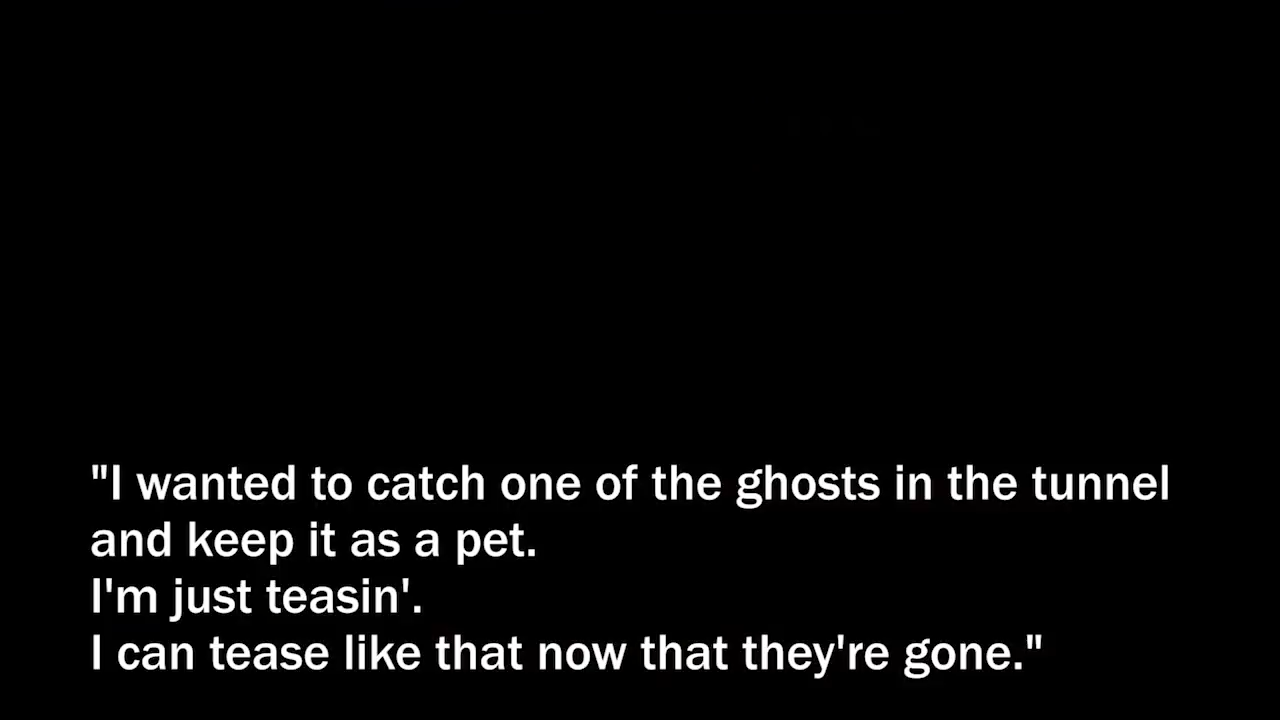 "I wanted to catch one of the ghosts in the tunnel
and keep it as a pet.
I'm just teasin'.
I can tease like that now that they're gone."